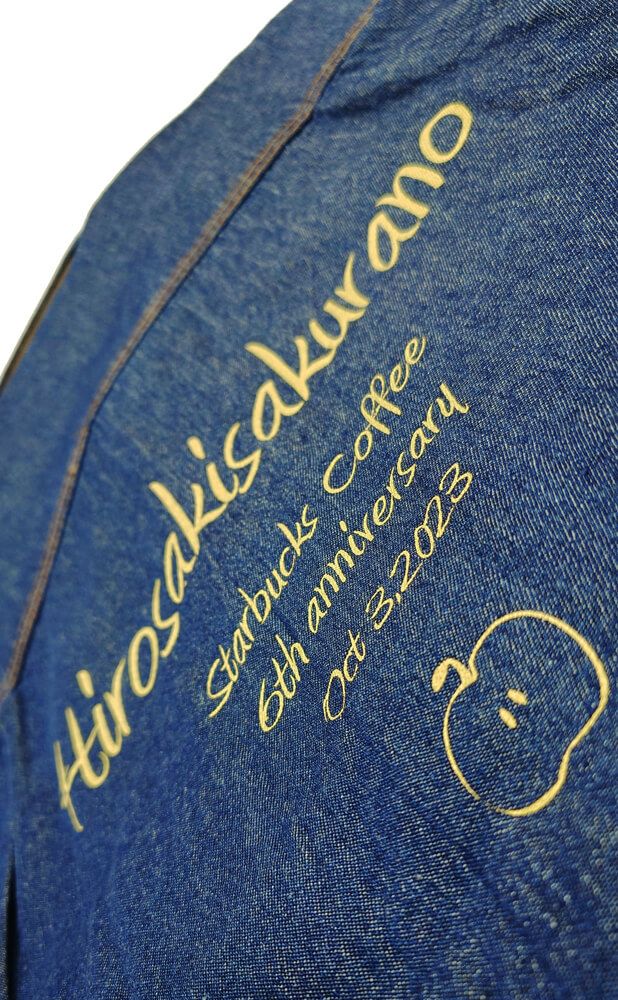 Hirosakisakurano
Starbucks Coffee
6th anniversary
Oct 3,2023